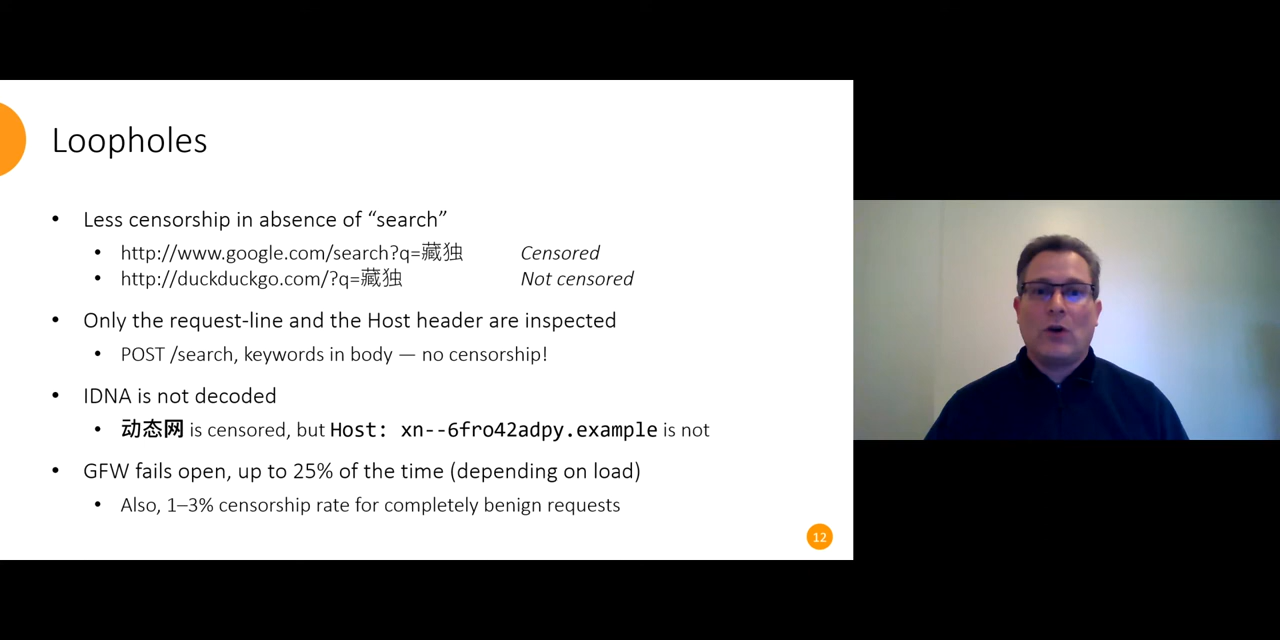 Loopholes
• Less censorship in absence of “search”
• http://www.google.com/search?q=藏独 Censored
• http://duckduckgo.com/?q=藏独 Not censored
• Only the request-line and the Host header are inspected
• POST /search, keywords in body — no censorship!
• IDNA is not decoded
• 动态网 is censored, but Host: xn--6fro42adpy.example is not
• GFW fails open, up to 25% of the time (depending on load)
• Also, 1–3% censorship rate for completely benign requests
12